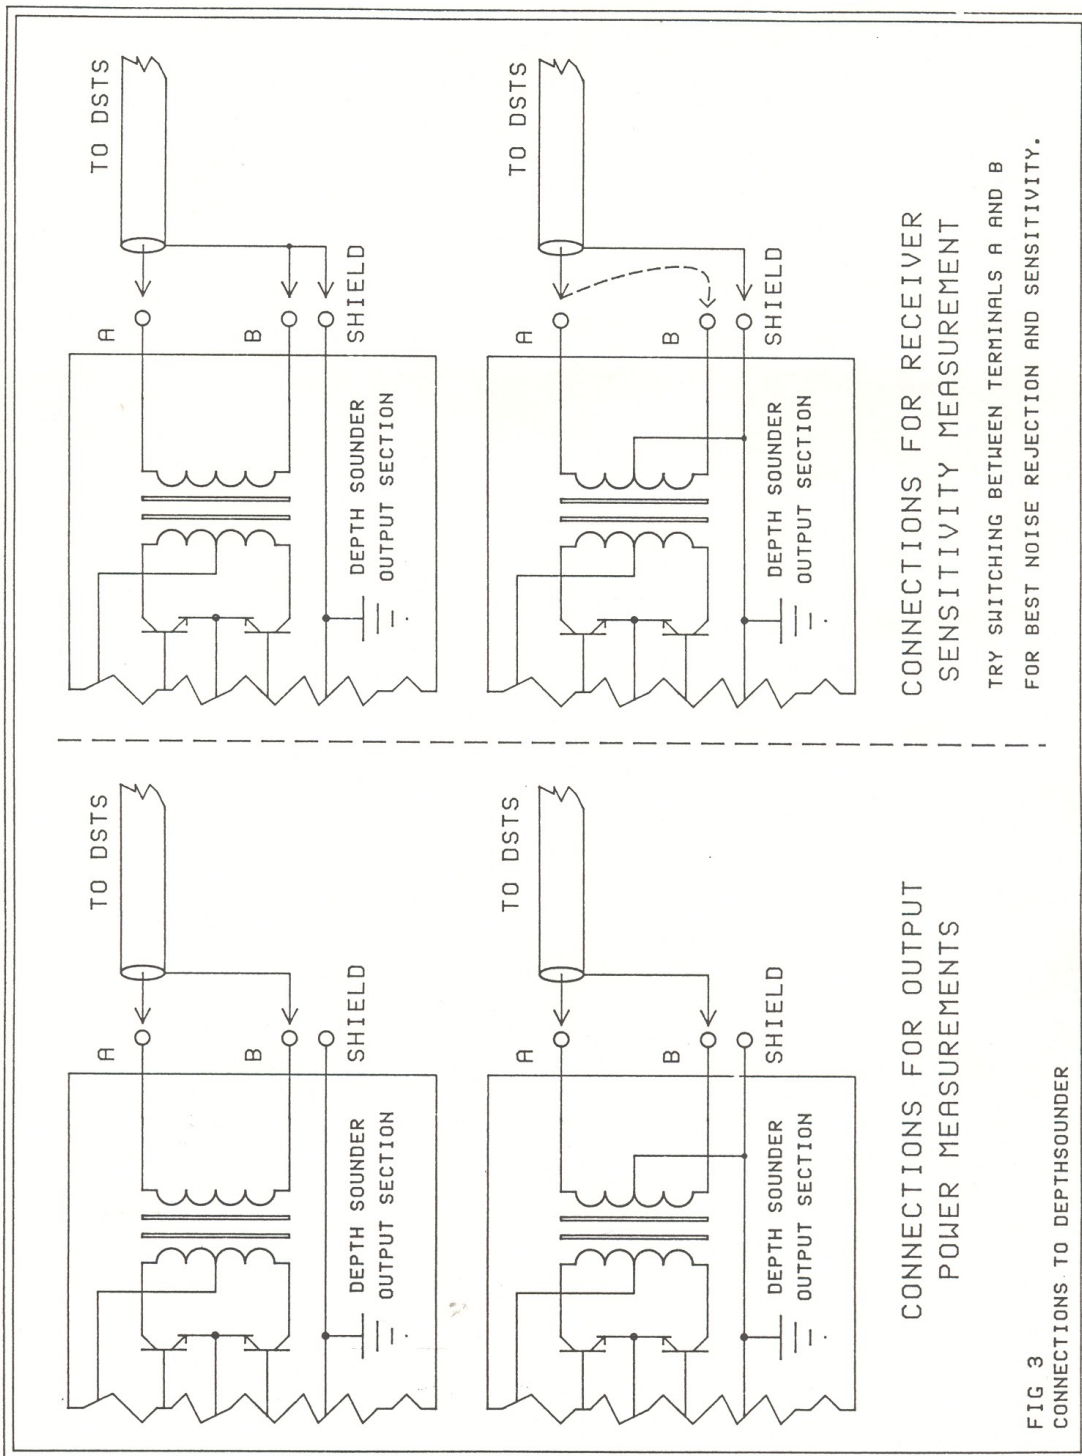 TO DSTS
A
B
SHIELD
DEPTH SOUNDER
OUTPUT SECTION
TO DSTS
A
B
SHIELD
DEPTH SOUNDER
OUTPUT SECTION
CONNECTIONS FOR OUTPUT
POWER MEASUREMENTS
TO DSTS
A
B
SHIELD
DEPTH SOUNDER
OUTPUT SECTION
TO DSTS
A
B
SHIELD
DEPTH SOUNDER
OUTPUT SECTION
CONNECTIONS FOR RECEIVER
SENSITIVITY MEASUREMENT
TRY SWITCHING BETWEEN TERMINALS A AND B
FOR BEST NOISE REJECTION AND SENSITIVITY.
FIG 3
CONNECTIONS TO DEPTHSOUNDER